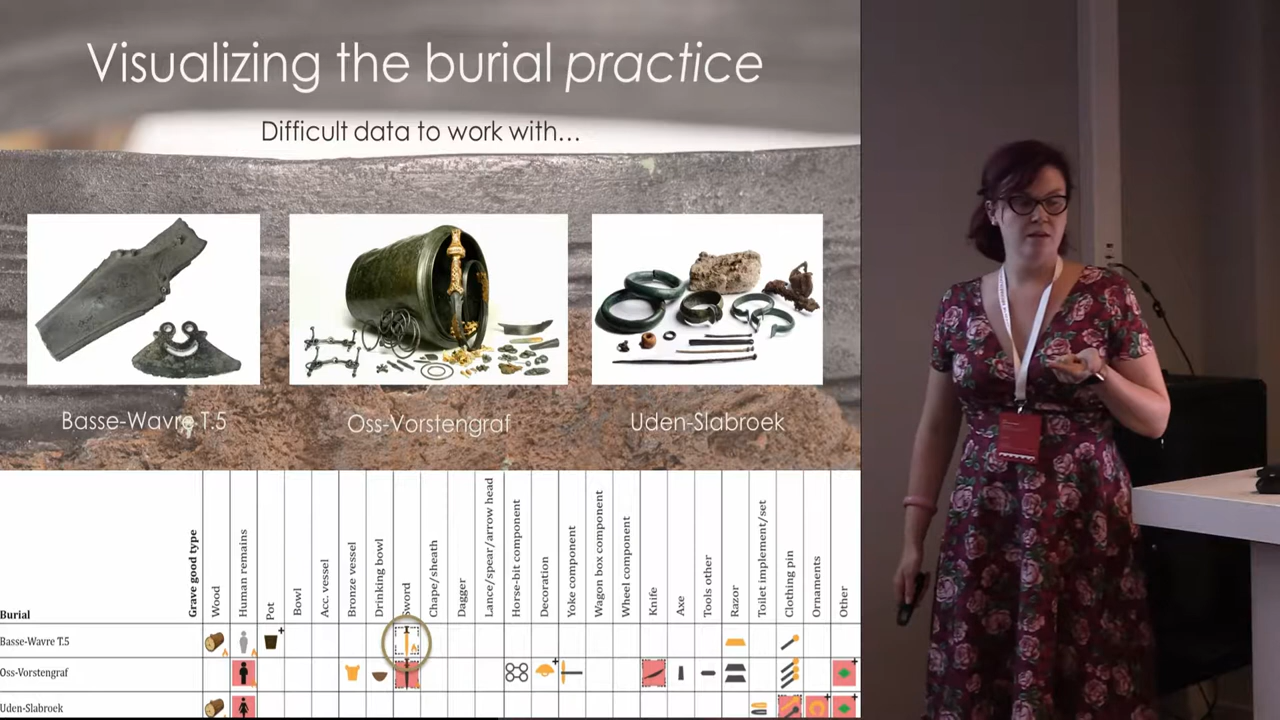 Visualizing the burial practice
Difficult data to work with...
Basse-Wavre T.5
Oss-Vorstengraf
Uden-Slabroek
Burial
Grave good type
Wood
Human remains
Pot
Bowl
Acc. vessel
Bronze vessel
Drinking bowl
Sword
Chape/sheath
Dagger
Lance/spear/arrow head
Horse-bit component
Decoration
Yoke component
Wagon box component
Wheel component
Knife
Axe
Tools other
Razor
Toilet implement/set
Clothing pin
Ornaments
Other
Basse-Wavre T.5
Oss-Vorstengraf
Uden-Slabroek